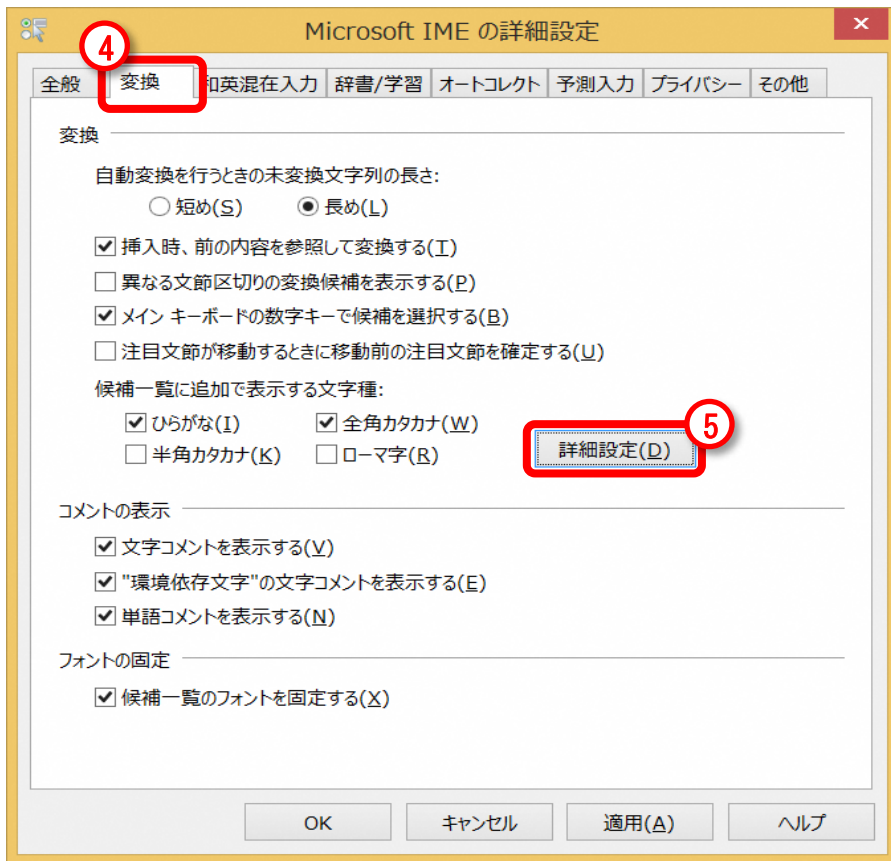 Microsoft IME の詳細設定
④
全般 変換 和英混在入力 辞書/学習 オートコレクト 予測入力 プライバシー その他
変換
自動変換を行うときの未変換文字列の長さ:
短め(S) 長め(L)
挿入時、前の内容を参照して変換する(T)
異なる文節区切りの変換候補を表示する(P)
メイン キーボードの数字キーで候補を選択する(B)
注目文節が移動するときに移動前の注目文節を確定する(U)
候補一覧に追加で表示する文字種:
ひらがな(I) 全角カタカナ(W)
⑤
半角カタカナ(K) ローマ字(R) 詳細設定(D)
コメントの表示
文字コメントを表示する(V)
"環境依存文字"の文字コメントを表示する(E)
単語コメントを表示する(N)
フォントの固定
候補一覧のフォントを固定する(X)
OK キャンセル 適用(A) ヘルプ